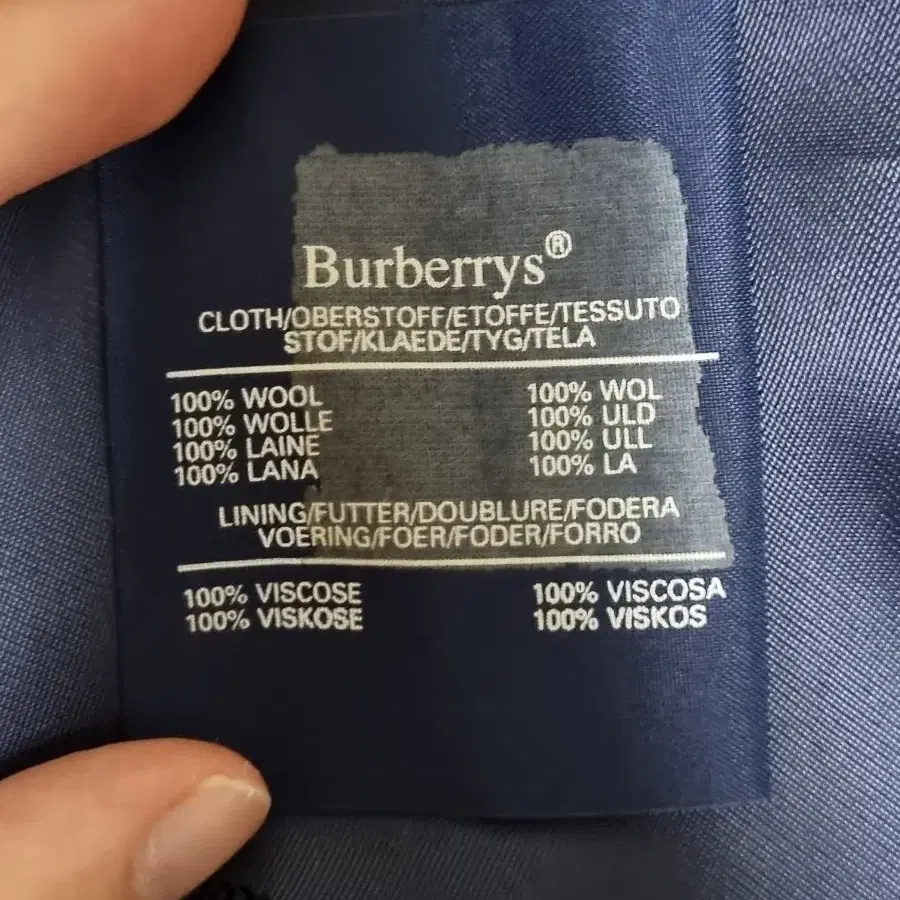 Burberrys®
CLOTH/OBERSTOFF/ETOFFE/TESSUTO
STOF/KLAEDE/TYG/TELA
100% WOOL 100% WOL
100% WOLLE 100% ULD
100% LAINE 100% ULL
100% LANA 100% LA
LINING/FUTTER/DOUBLURE/FODERA
VOERING/FOER/FODER/FORRO
100% VISCOSE 100% VISCOSA
100% VISKOSE 100% VISKOS